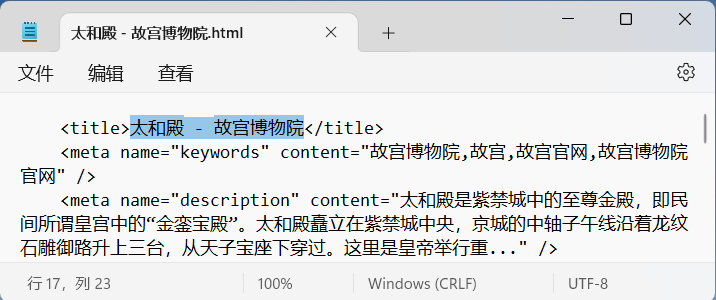 太和殿 - 故宫博物院.html
文件 编辑 查看
<title>太和殿 - 故宫博物院</title>
<meta name="keywords" content="故宫博物院,故宫,故宫官网,故宫博物院
官网" />
<meta name="description" content="太和殿是紫禁城中的至尊金殿，即民
间所谓皇宫中的“金銮宝殿”。太和殿矗立在紫禁城中央，京城的中轴子午线沿着龙纹
石雕御路升上三台，从天子宝座下穿过。这里是皇帝举行重..." />
行 17，列 23 100% Windows (CRLF) UTF-8